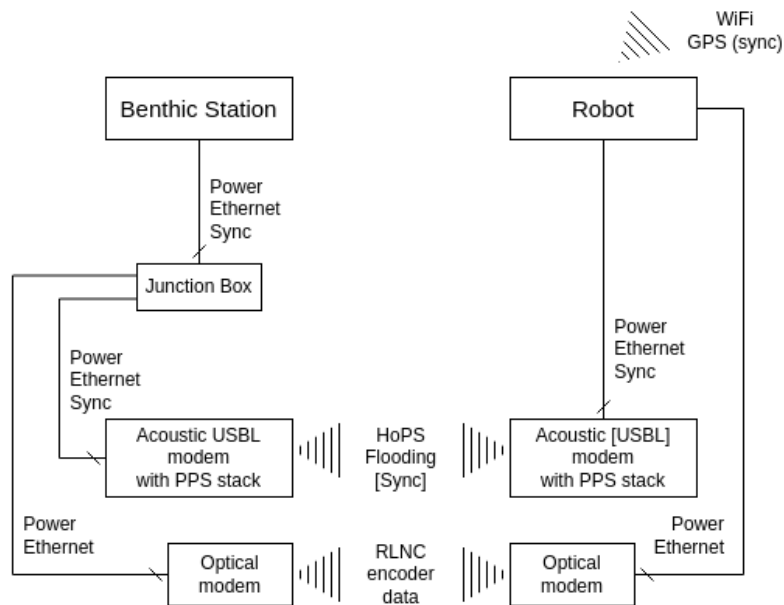 WiFi
GPS (sync)
Benthic Station
Robot
Power
Ethernet
Sync
Junction Box
Power
Ethernet
Sync
Power
Ethernet
Sync
Acoustic USBL
modem
with PPS stack
HoPS
Flooding
[Sync]
Acoustic [USBL]
modem
with PPS stack
Power
Ethernet
Optical
modem
RLNC
encoder
data
Optical
modem
Power
Ethernet